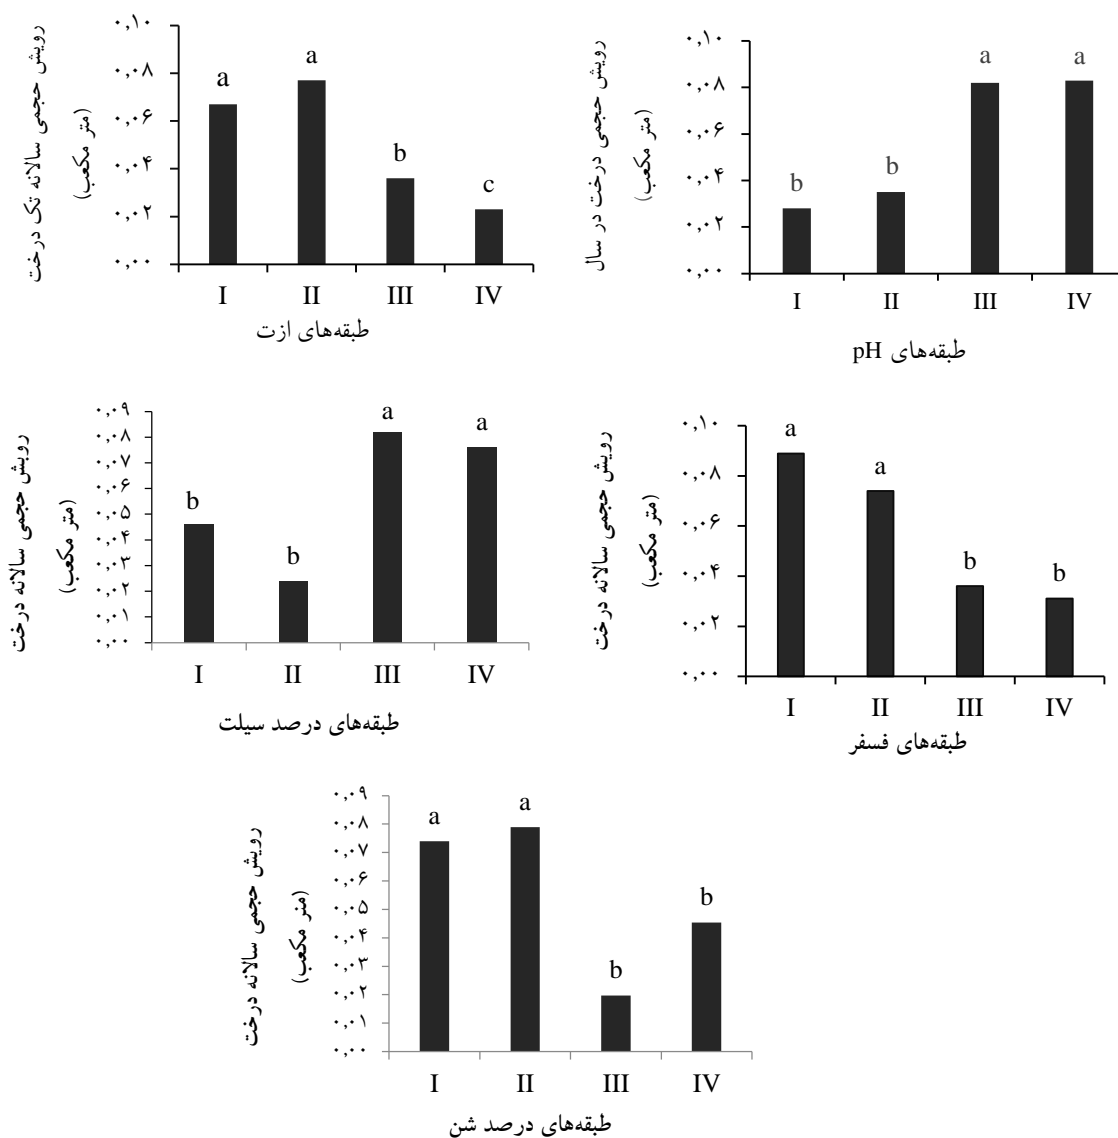 رویش حجمی سالانه تک درخت
(متر مکعب)
۰,۱۰
۰,۰۸
۰,۰۶
۰,۰۴
۰,۰۲
۰,۰۰
a
a
b
c
I II III IV
طبقه‌های ازت
رویش حجمی درخت در سال
(متر مکعب)
۰,۱۰
۰,۰۸
۰,۰۶
۰,۰۴
۰,۰۲
۰,۰۰
b
b
a
a
I II III IV
طبقه‌های pH
رویش حجمی سالانه درخت
(متر مکعب)
۰,۰۹
۰,۰۸
۰,۰۷
۰,۰۶
۰,۰۵
۰,۰۴
۰,۰۳
۰,۰۲
۰,۰۱
۰,۰۰
b
b
a
a
I II III IV
طبقه‌های درصد سیلت
رویش حجمی سالانه درخت
(متر مکعب)
۰,۱۰
۰,۰۸
۰,۰۶
۰,۰۴
۰,۰۲
۰,۰۰
a
a
b
b
I II III IV
طبقه‌های فسفر
رویش حجمی سالانه درخت
(متر مکعب)
۰,۰۹
۰,۰۸
۰,۰۷
۰,۰۶
۰,۰۵
۰,۰۴
۰,۰۳
۰,۰۲
۰,۰۱
۰,۰۰
a
a
b
b
I II III IV
طبقه‌های درصد شن